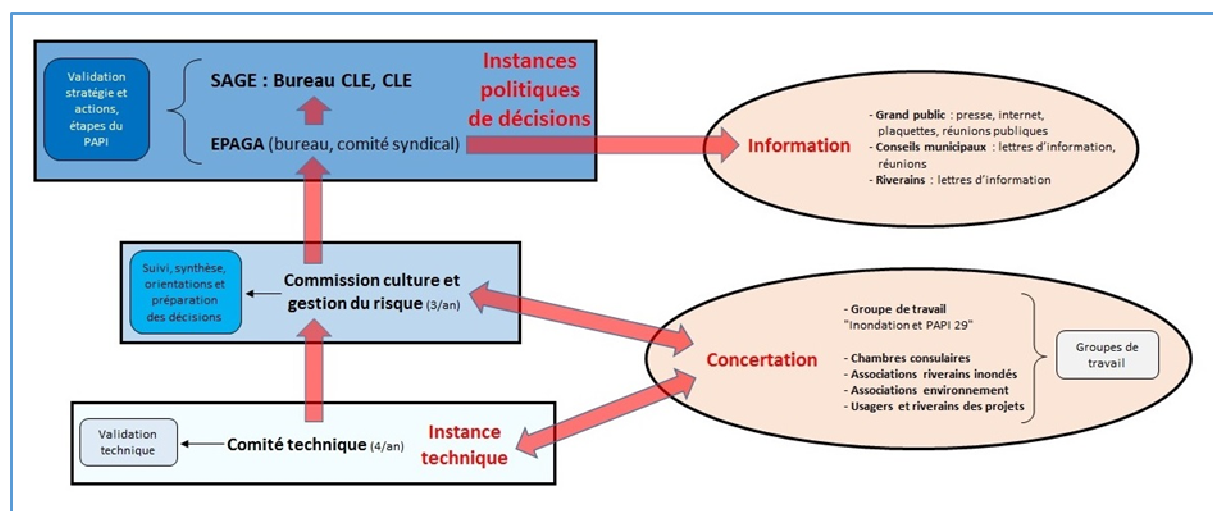 Validation
stratégie et
actions,
étapes du
PAPI
SAGE : Bureau CLE, CLE
EPAGA (bureau, comité syndical)
Instances
politiques
de décisions
Information
- Grand public : presse, internet,
plaquettes, réunions publiques
- Conseils municipaux : lettres d'information,
réunions
- Riverains : lettres d'information
Suivi, synthèse,
orientations et
préparation
des décisions
Commission culture et
gestion du risque (3/an)
Concertation
- Groupe de travail
"Inondation et PAPI 29"
- Chambres consulaires
- Associations riverains inondés
- Associations environnement
- Usagers et riverains des projets
Groupes de
travail
Validation
technique
Comité technique (4/an)
Instance
technique